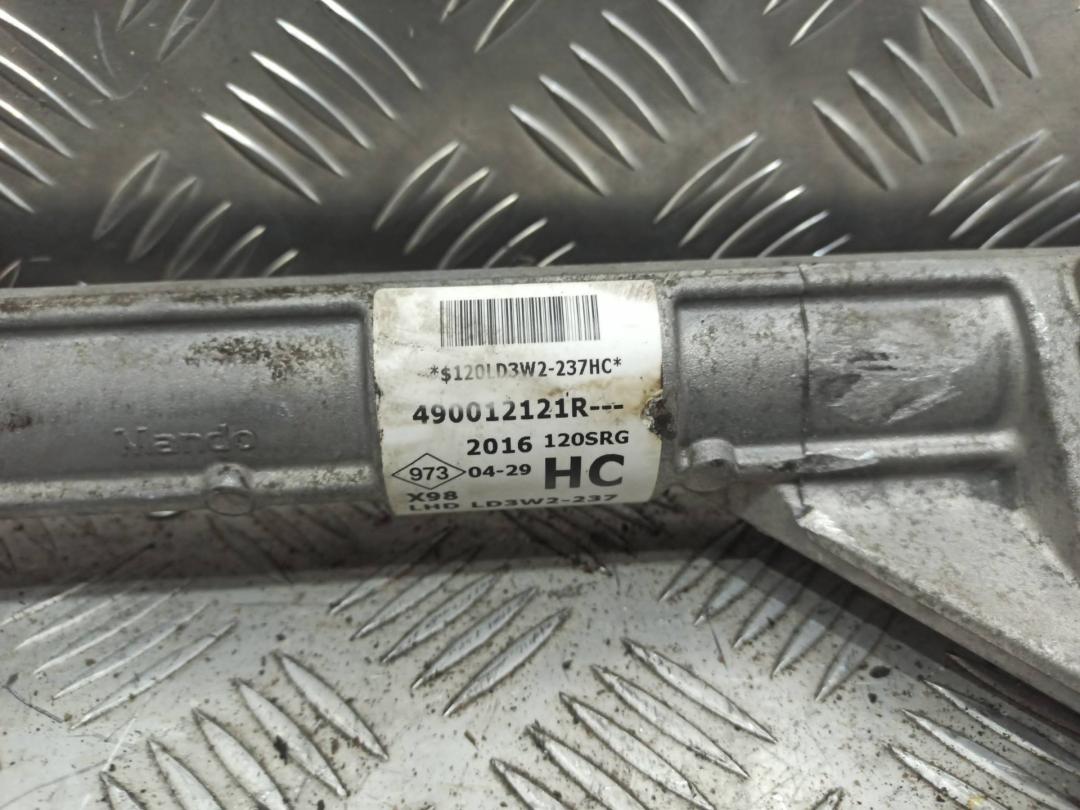 *$120LD3W2-237HC*
490012121R---
2016 120SRG
973 04-29 HC
X98
LHD LD3W2-237
Mando